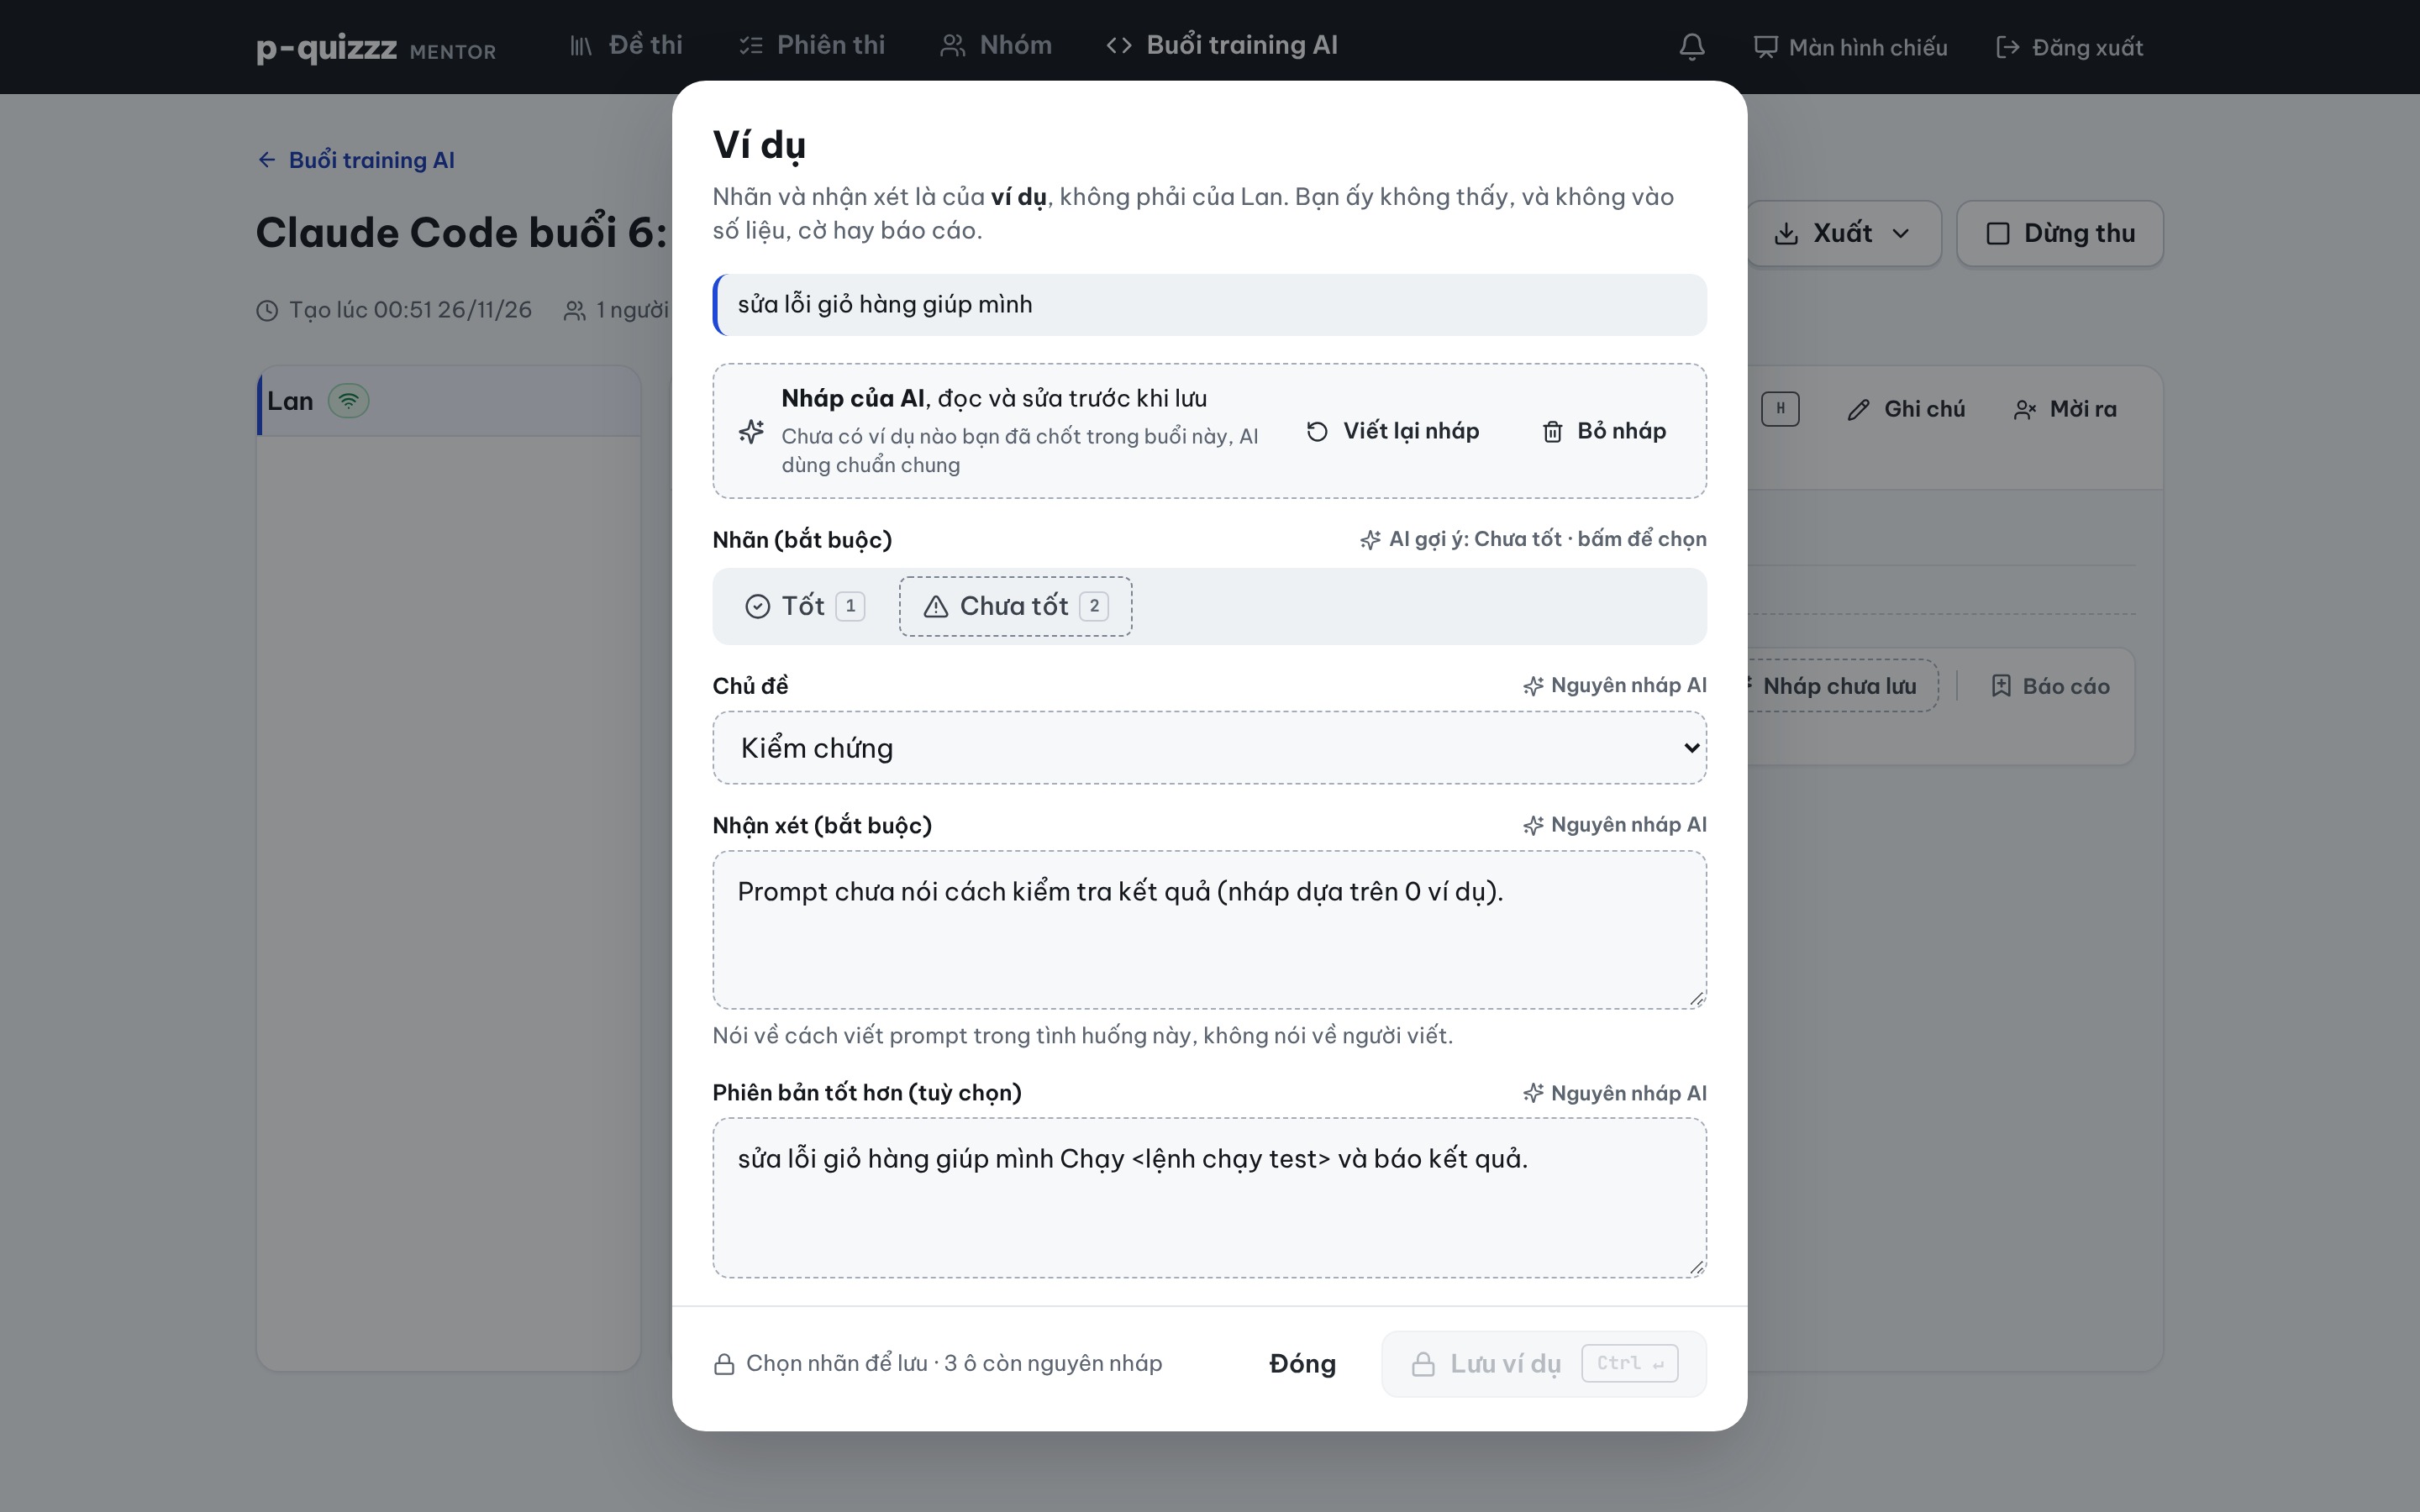 p-quizzz MENTOR
Đề thi
Phiên thi
Nhóm
Buổi training AI
Màn hình chiếu
Đăng xuất
Buổi training AI
Claude Code buổi 6:
Xuất
Dừng thu
Tạo lúc 00:51 26/11/26
1 người
Lan
H
Ghi chú
Mời ra
Nháp chưa lưu
Báo cáo
Ví dụ
Nhãn và nhận xét là của ví dụ, không phải của Lan. Bạn ấy không thấy, và không vào
số liệu, cờ hay báo cáo.
sửa lỗi giỏ hàng giúp mình
Nháp của AI, đọc và sửa trước khi lưu
Chưa có ví dụ nào bạn đã chốt trong buổi này, AI
dùng chuẩn chung
Viết lại nháp
Bỏ nháp
Nhãn (bắt buộc)
AI gợi ý: Chưa tốt · bấm để chọn
Tốt 1
Chưa tốt 2
Chủ đề
Nguyên nháp AI
Kiểm chứng
Nhận xét (bắt buộc)
Nguyên nháp AI
Prompt chưa nói cách kiểm tra kết quả (nháp dựa trên 0 ví dụ).
Nói về cách viết prompt trong tình huống này, không nói về người viết.
Phiên bản tốt hơn (tuỳ chọn)
Nguyên nháp AI
sửa lỗi giỏ hàng giúp mình Chạy <lệnh chạy test> và báo kết quả.
Chọn nhãn để lưu · 3 ô còn nguyên nháp
Đóng
Lưu ví dụ Ctrl ↵